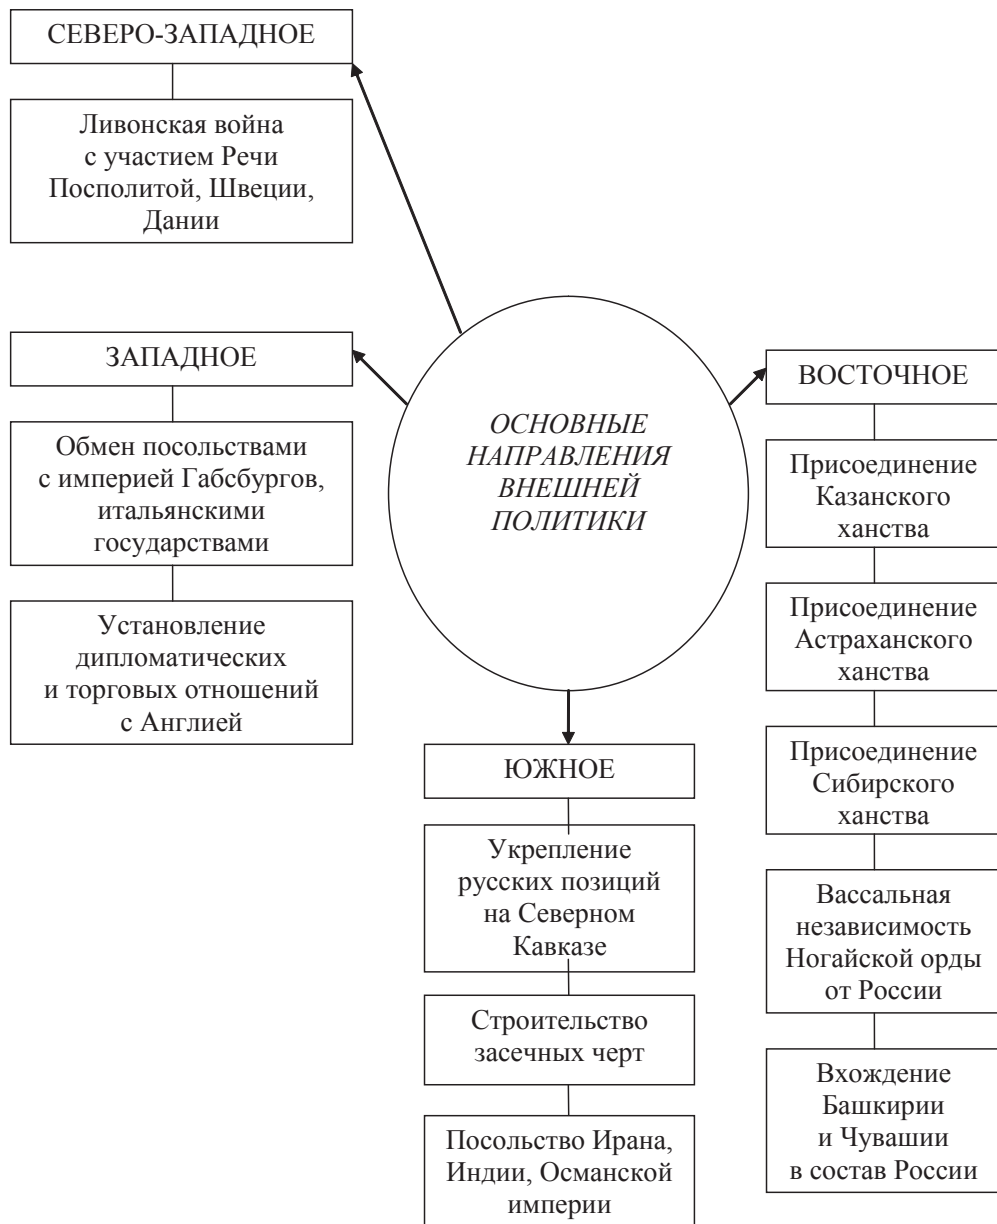 СЕВЕРО-ЗАПАДНОЕ
Ливонская война
с участием Речи
Посполитой, Швеции,
Дании
ЗАПАДНОЕ
Обмен посольствами
с империей Габсбургов,
итальянскими
государствами
Установление
дипломатических
и торговых отношений
с Англией
ОСНОВНЫЕ
НАПРАВЛЕНИЯ
ВНЕШНЕЙ
ПОЛИТИКИ
ЮЖНОЕ
Укрепление
русских позиций
на Северном
Кавказе
Строительство
засечных черт
Посольство Ирана,
Индии, Османской
империи
ВОСТОЧНОЕ
Присоединение
Казанского
ханства
Присоединение
Астраханского
ханства
Присоединение
Сибирского
ханства
Вассальная
независимость
Ногайской орды
от России
Вхождение
Башкирии
и Чувашии
в состав России